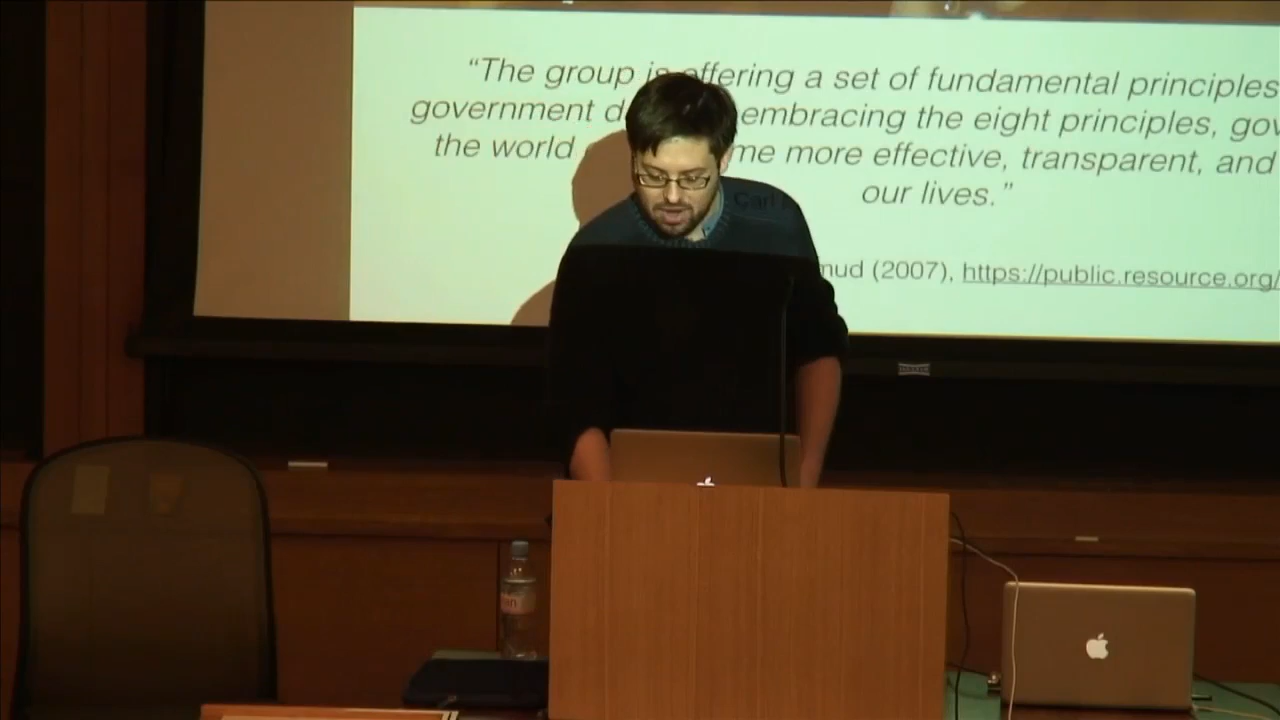 “The group is offering a set of fundamental principles
government d embracing the eight principles, gov
the world me more effective, transparent, and
our lives.”
Carl
mud (2007), https://public.resource.org/